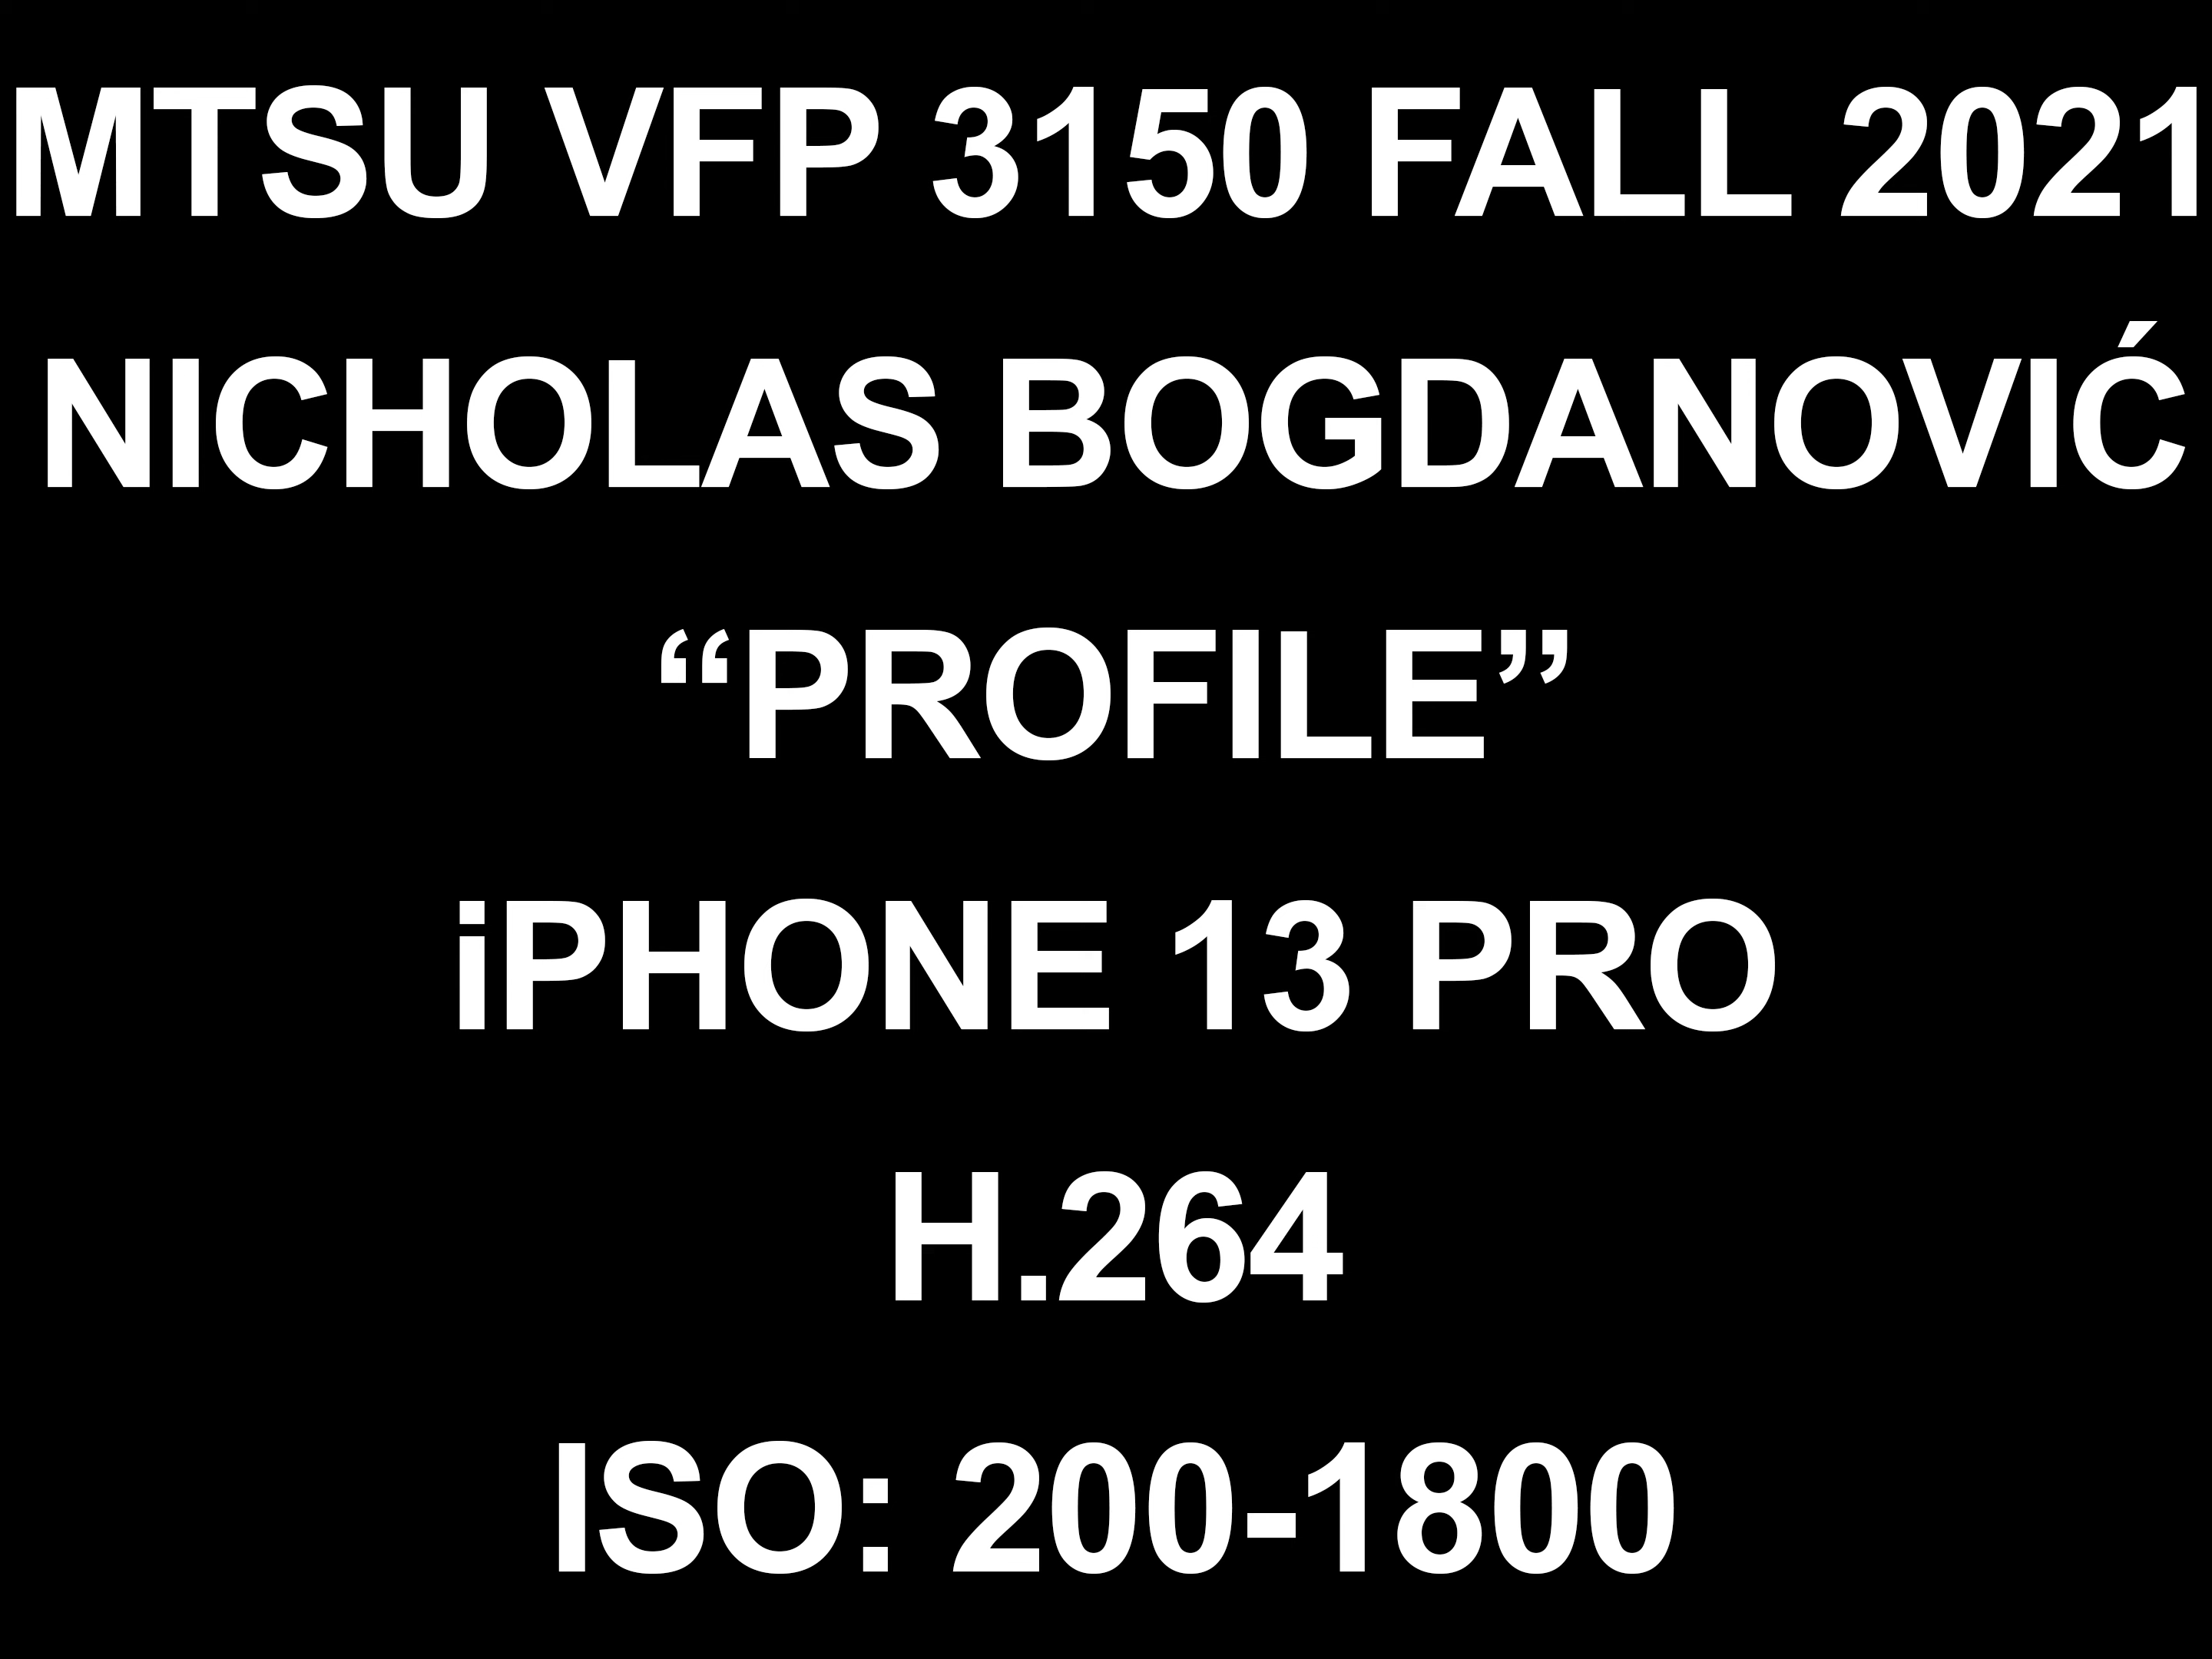 MTSU VFP 3150 FALL 2021
NICHOLAS BOGDANOVIĆ
“PROFILE”
iPHONE 13 PRO
H.264
ISO: 200-1800